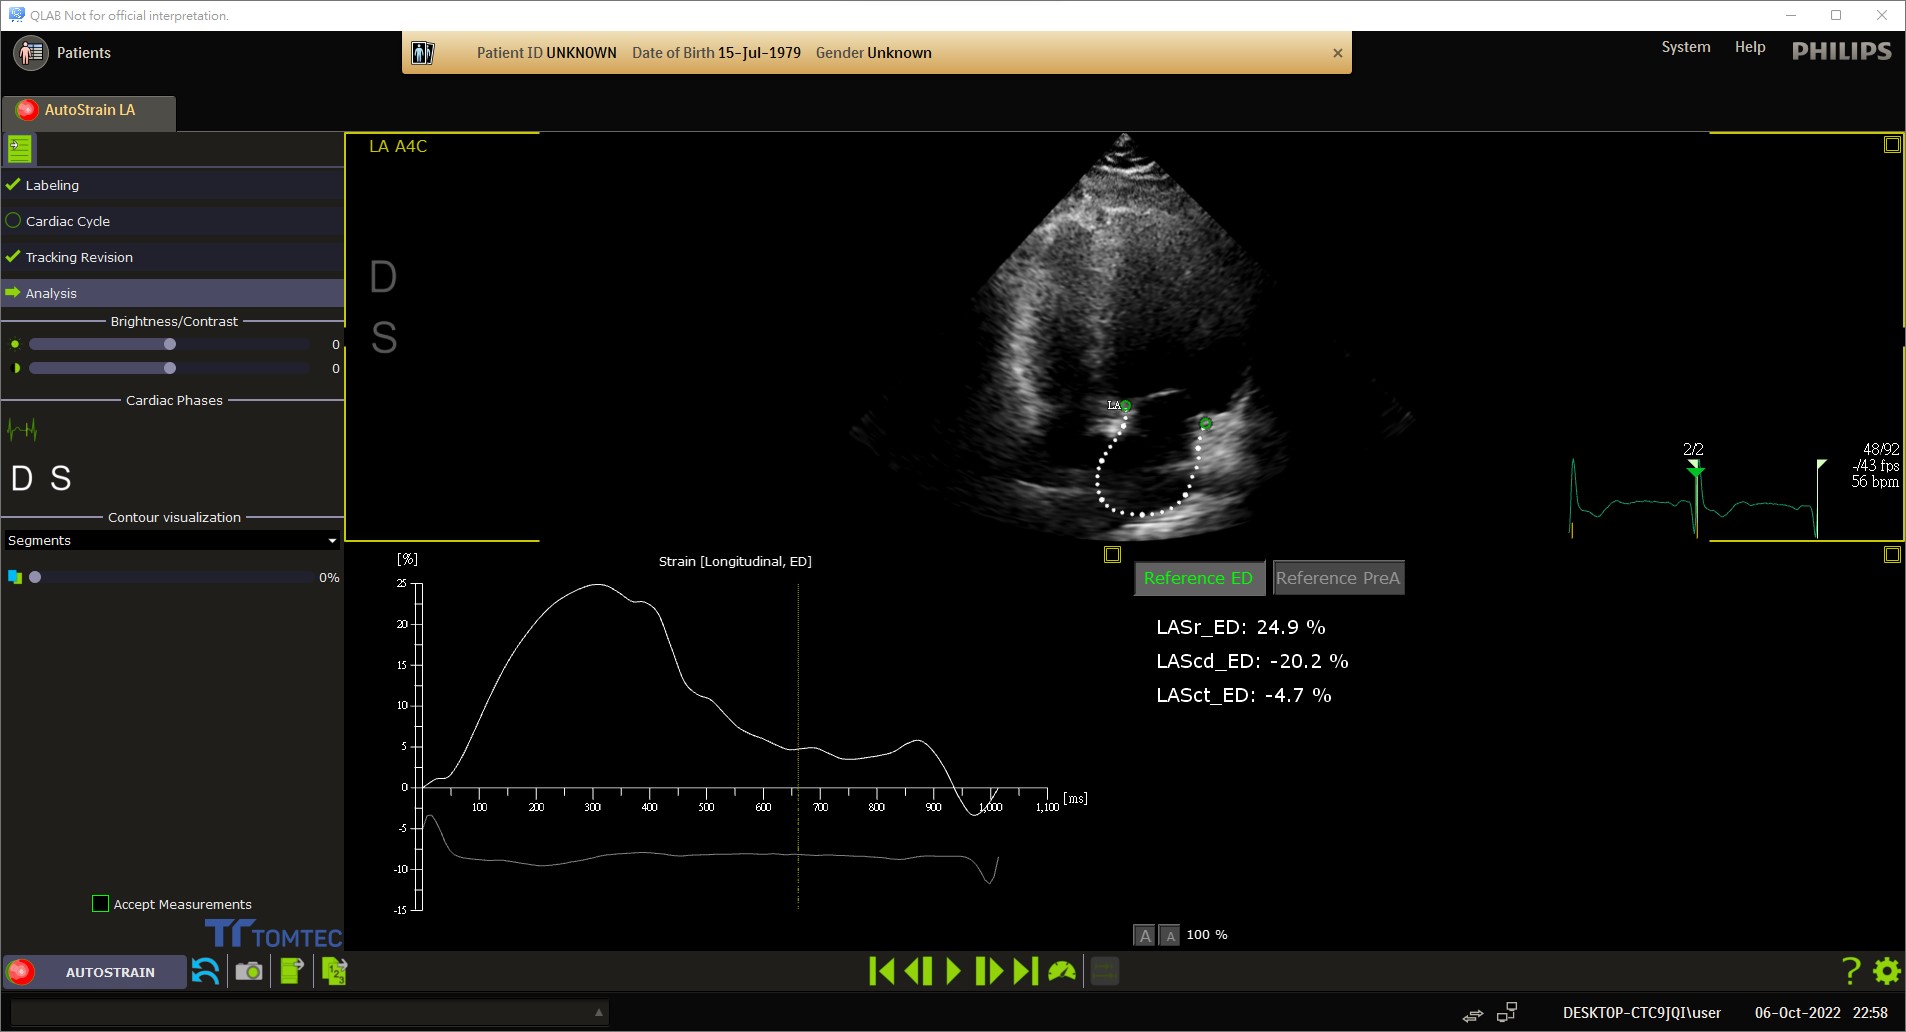 QLAB Not for official interpretation.
Patients
Patient ID UNKNOWN Date of Birth 15-Jul-1979 Gender Unknown
System Help PHILIPS
AutoStrain LA
Labeling
Cardiac Cycle
Tracking Revision
Analysis
Brightness/Contrast
0
0
Cardiac Phases
D S
Contour visualization
Segments
0%
Accept Measurements
TOMTEC
AUTOSTRAIN
LA A4C
D
S
LA
2/2
48/92
-/43 fps
56 bpm
[%]
Strain [Longitudinal, ED]
25
20
15
10
5
0
-5
-10
-15
100 200 300 400 500 600 700 800 900 1,000 1,100 [ms]
Reference ED Reference PreA
LASr_ED: 24.9 %
LAScd_ED: -20.2 %
LASct_ED: -4.7 %
A A 100 %
1 2 3
?
DESKTOP-CTC9JQI\user 06-Oct-2022 22:58